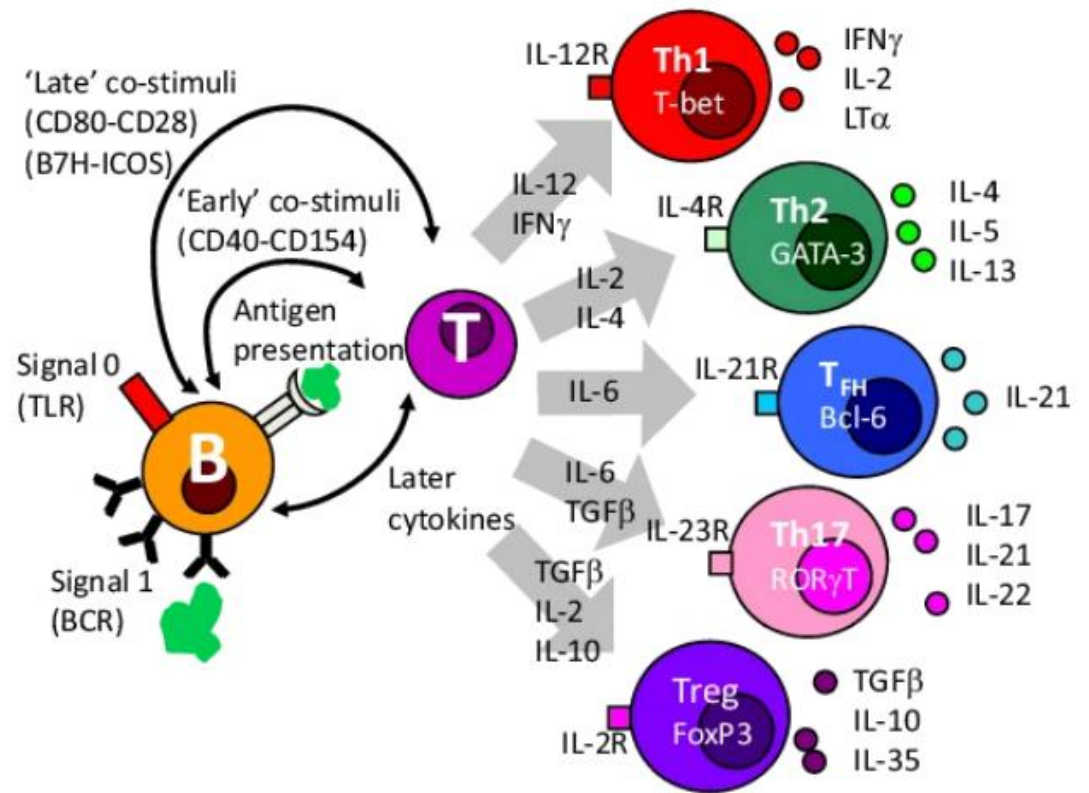 'Late' co-stimuli
(CD80-CD28)
(B7H-ICOS)
'Early' co-stimuli
(CD40-CD154)
Antigen
presentation
Signal 0
(TLR)
B
T
Signal 1
(BCR)
Later
cytokines
IL-12
IFNγ
IL-2
IL-4
IL-6
IL-6
TGFβ
TGFβ
IL-2
IL-10
IL-12R
Th1
T-bet
IFNγ
IL-2
LTα
IL-4R
Th2
GATA-3
IL-4
IL-5
IL-13
IL-21R
TFH
Bcl-6
IL-21
IL-23R
Th17
RORγT
IL-17
IL-21
IL-22
IL-2R
Treg
FoxP3
TGFβ
IL-10
IL-35